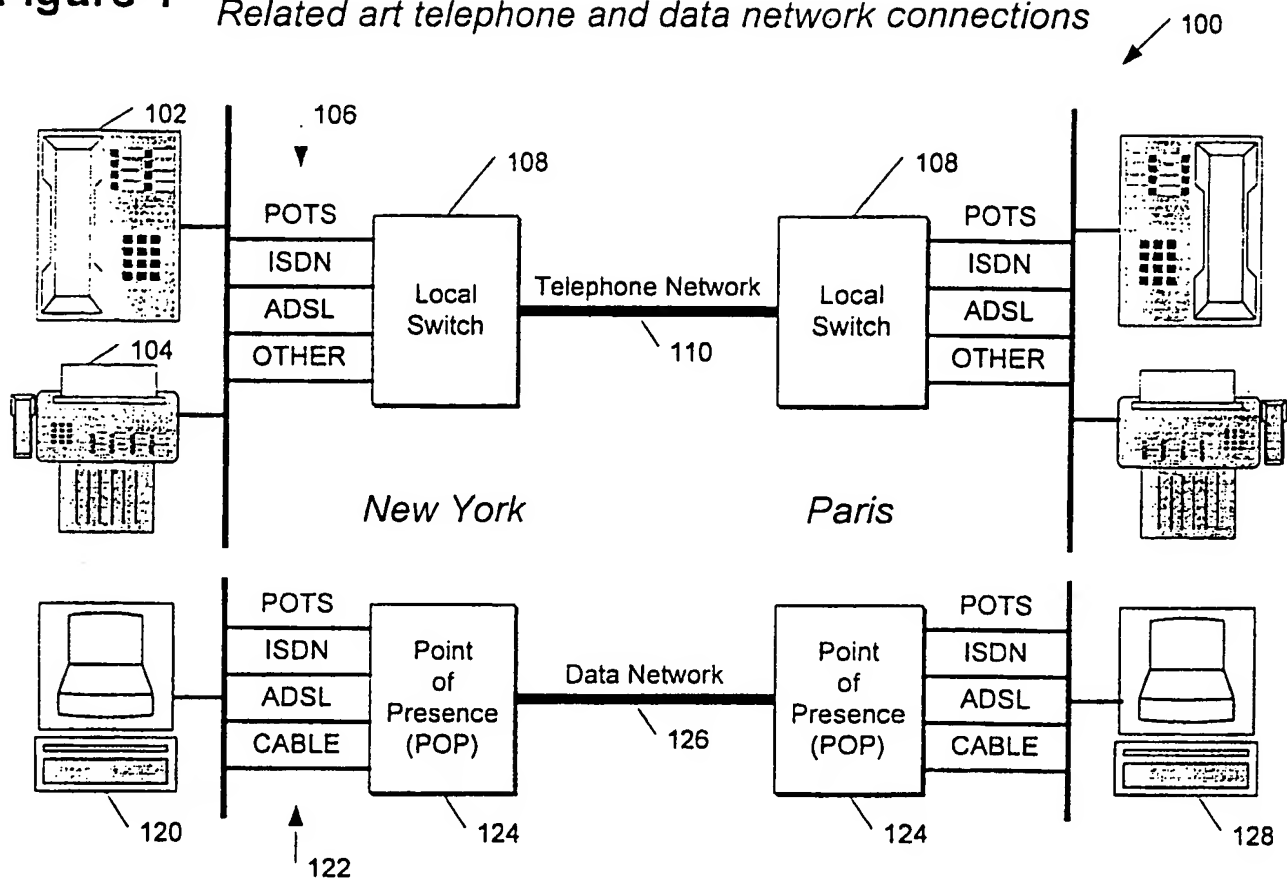 Figure 1
Related art telephone and data network connections
100
102
106
108
108
POTS
ISDN
ADSL
OTHER
Local
Switch
Telephone Network
110
Local
Switch
POTS
ISDN
ADSL
OTHER
104
New York
Paris
POTS
ISDN
ADSL
CABLE
Point
of
Presence
(POP)
Data Network
126
Point
of
Presence
(POP)
POTS
ISDN
ADSL
CABLE
120
122
124
124
128